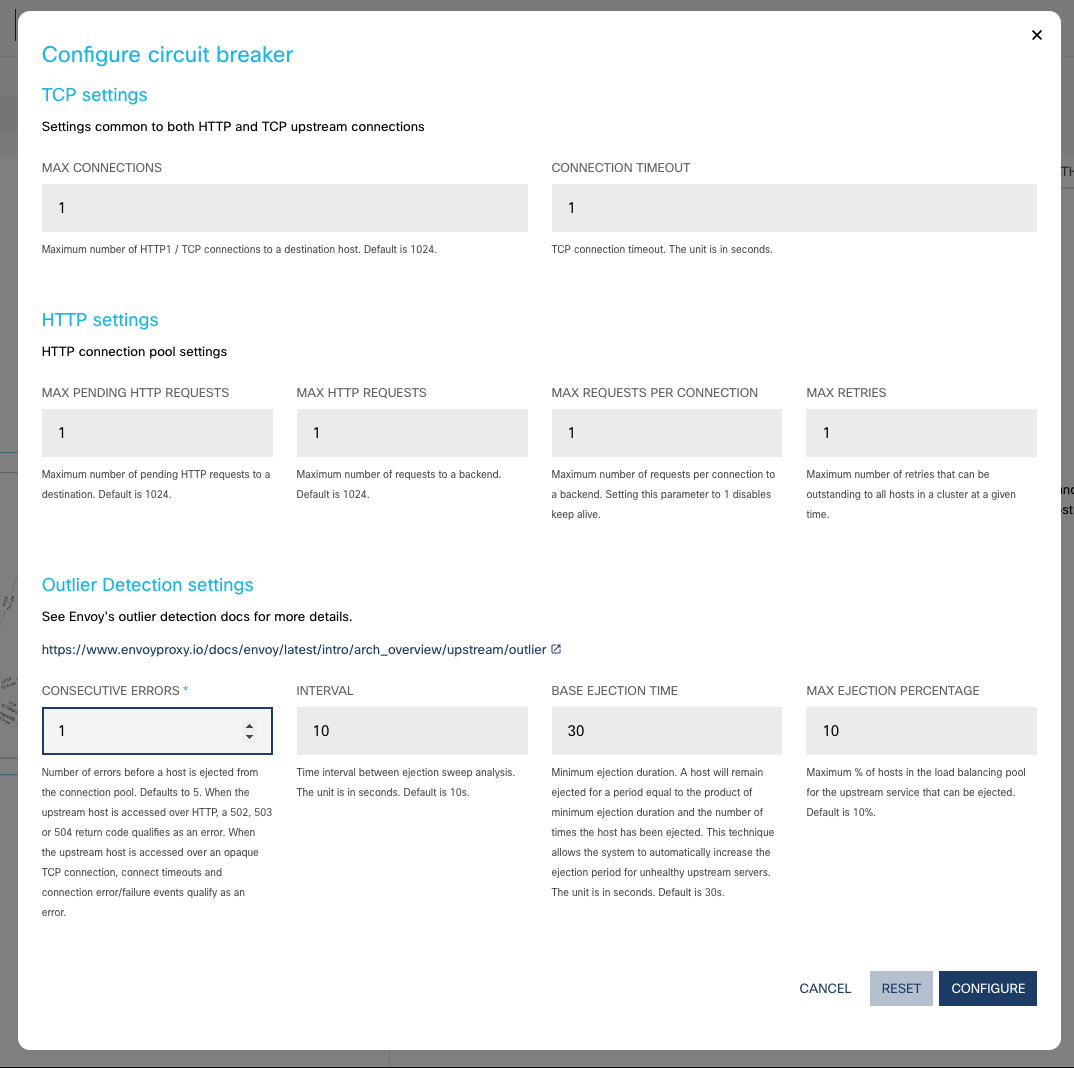 Configure circuit breaker
TCP settings
Settings common to both HTTP and TCP upstream connections
MAX CONNECTIONS
1
Maximum number of HTTP1 / TCP connections to a destination host. Default is 1024.
CONNECTION TIMEOUT
1
TCP connection timeout. The unit is in seconds.
HTTP settings
HTTP connection pool settings
MAX PENDING HTTP REQUESTS
1
Maximum number of pending HTTP requests to a
destination. Default is 1024.
MAX HTTP REQUESTS
1
Maximum number of requests to a backend.
Default is 1024.
MAX REQUESTS PER CONNECTION
1
Maximum number of requests per connection to
a backend. Setting this parameter to 1 disables
keep alive.
MAX RETRIES
1
Maximum number of retries that can be
outstanding to all hosts in a cluster at a given
time.
Outlier Detection settings
See Envoy's outlier detection docs for more details.
https://www.envoyproxy.io/docs/envoy/latest/intro/arch_overview/upstream/outlier
CONSECUTIVE ERRORS *
1
Number of errors before a host is ejected from
the connection pool. Defaults to 5. When the
upstream host is accessed over HTTP, a 502, 503
or 504 return code qualifies as an error. When
the upstream host is accessed over an opaque
TCP connection, connect timeouts and
connection error/failure events qualify as an
error.
INTERVAL
10
Time interval between ejection sweep analysis.
The unit is in seconds. Default is 10s.
BASE EJECTION TIME
30
Minimum ejection duration. A host will remain
ejected for a period equal to the product of
minimum ejection duration and the number of
times the host has been ejected. This technique
allows the system to automatically increase the
ejection period for unhealthy upstream servers.
The unit is in seconds. Default is 30s.
MAX EJECTION PERCENTAGE
10
Maximum % of hosts in the load balancing pool
for the upstream service that can be ejected.
Default is 10%.
CANCEL
RESET
CONFIGURE